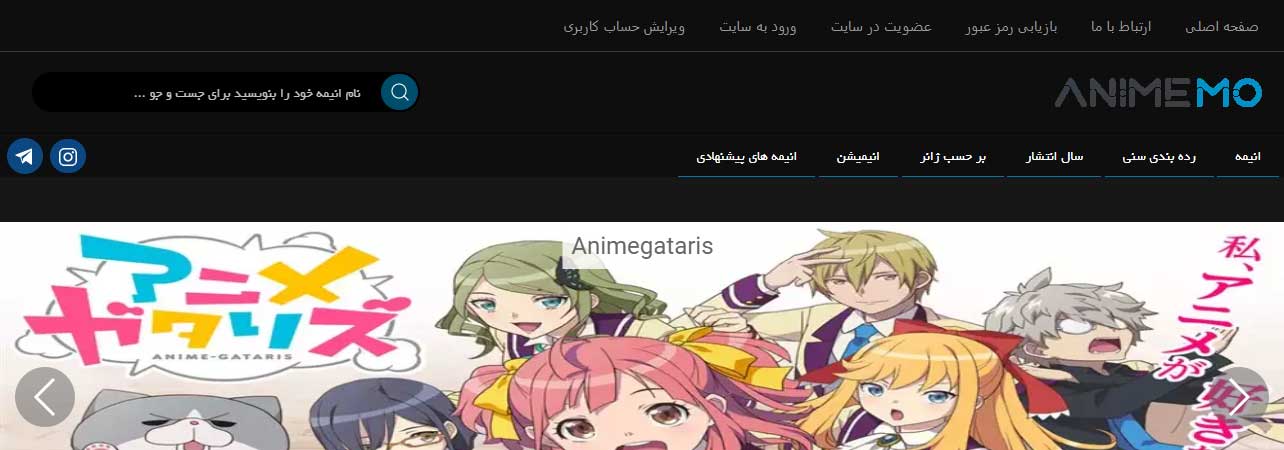 صفحه اصلی
ارتباط با ما
بازیابی رمز عبور
عضویت در سایت
ورود به سایت
ویرایش حساب کاربری
ANIMEMO
نام انیمه خود را بنویسید برای جست و جو ...
انیمه
رده بندی سنی
سال انتشار
بر حسب ژانر
انیمیشن
انیمه های پیشنهادی
Animegataris
アニメ
ガタリズ
ANIME-GATARIS
私、アニメが
好き